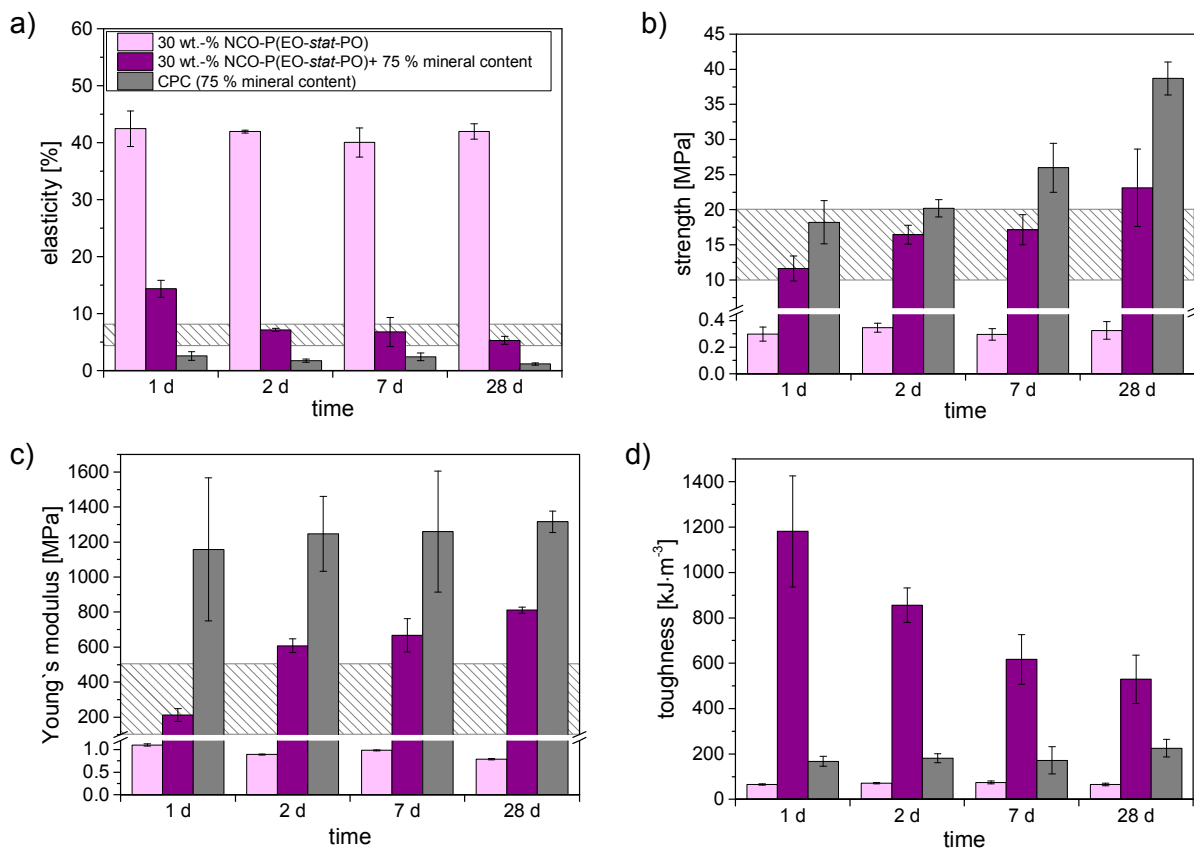 a)
60
50
40
30
20
10
0
elasticity [%]
30 wt.-% NCO-P(EO-stat-PO)
30 wt.-% NCO-P(EO-stat-PO)+ 75 % mineral content
CPC (75 % mineral content)
1 d 2 d 7 d 28 d
time
b)
45
40
35
30
25
20
15
10
0.4
0.2
0.0
strength [MPa]
1 d 2 d 7 d 28 d
time
c)
1600
1400
1200
1000
800
600
400
200
1.0
0.5
0.0
Young`s modulus [MPa]
1 d 2 d 7 d 28 d
time
d)
1400
1200
1000
800
600
400
200
0
toughness [kJ·m-3]
1 d 2 d 7 d 28 d
time